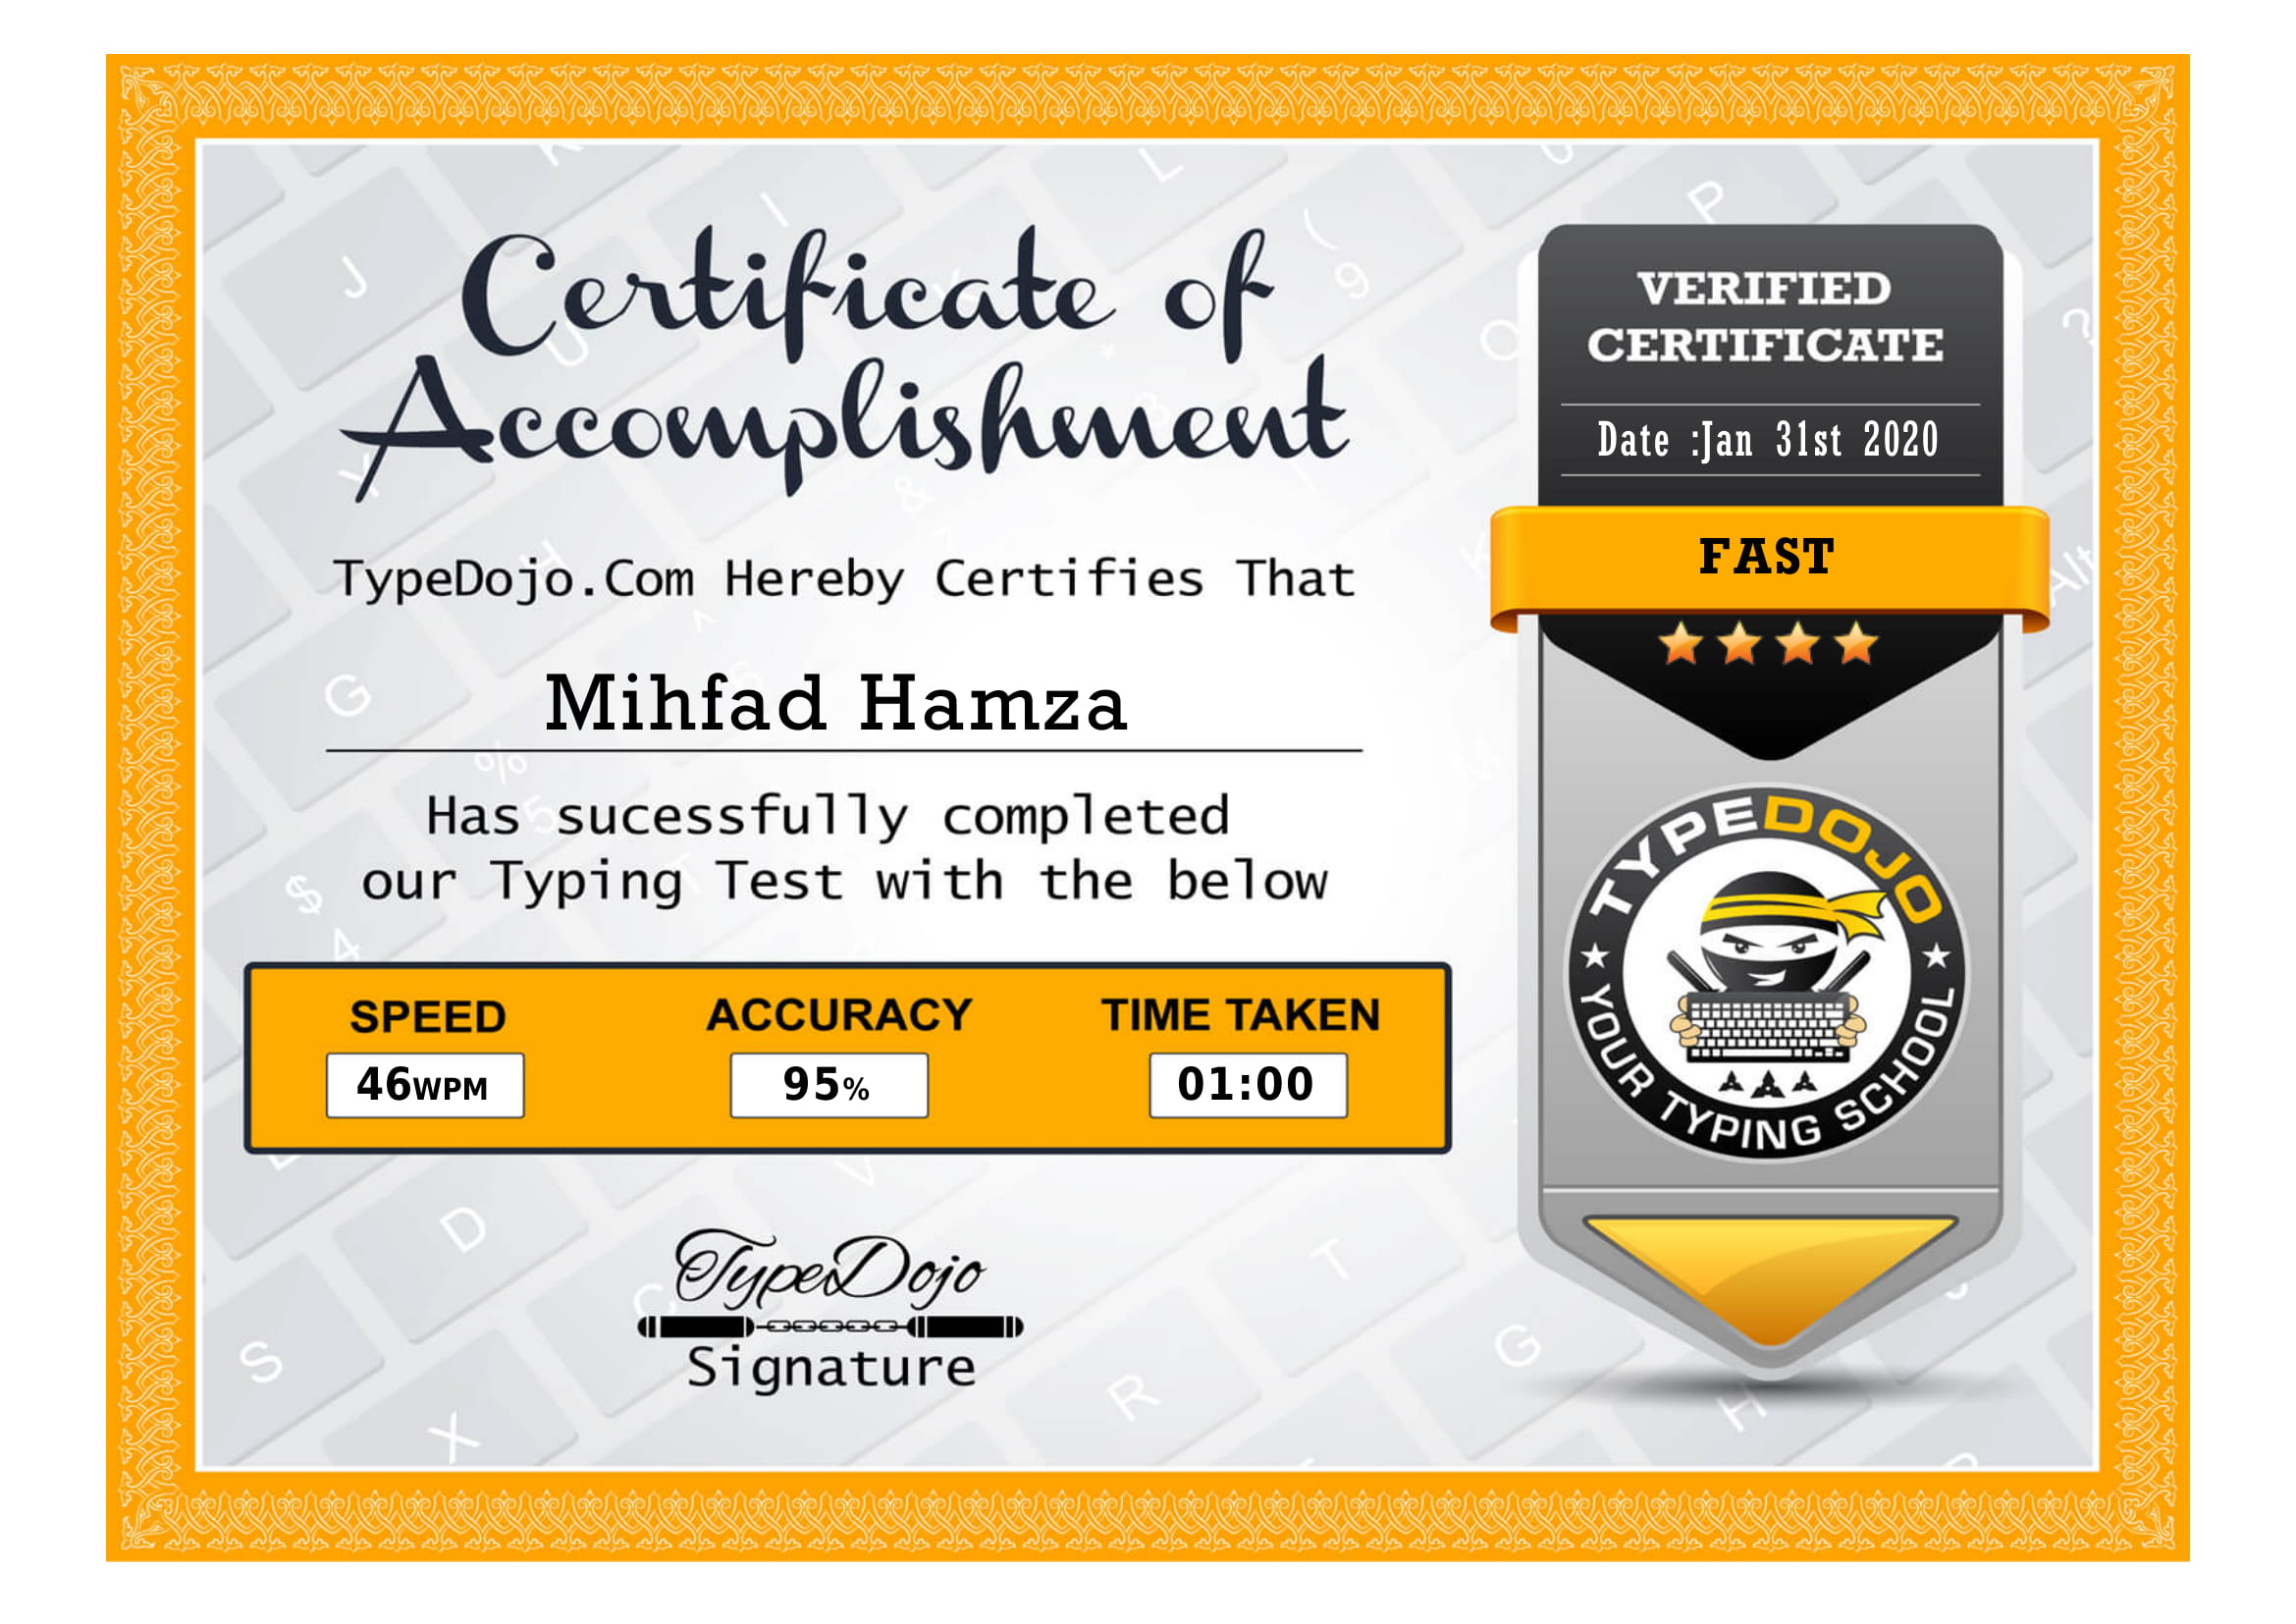 Certificate of
Accomplishment
TypeDojo.Com Hereby Certifies That
Mihfad Hamza
Has sucessfully completed
our Typing Test with the below
SPEED ACCURACY TIME TAKEN
46WPM 95% 01:00
TypeDojo
Signature
VERIFIED
CERTIFICATE
Date :Jan 31st 2020
FAST
TYPEDOJO
YOUR TYPING SCHOOL